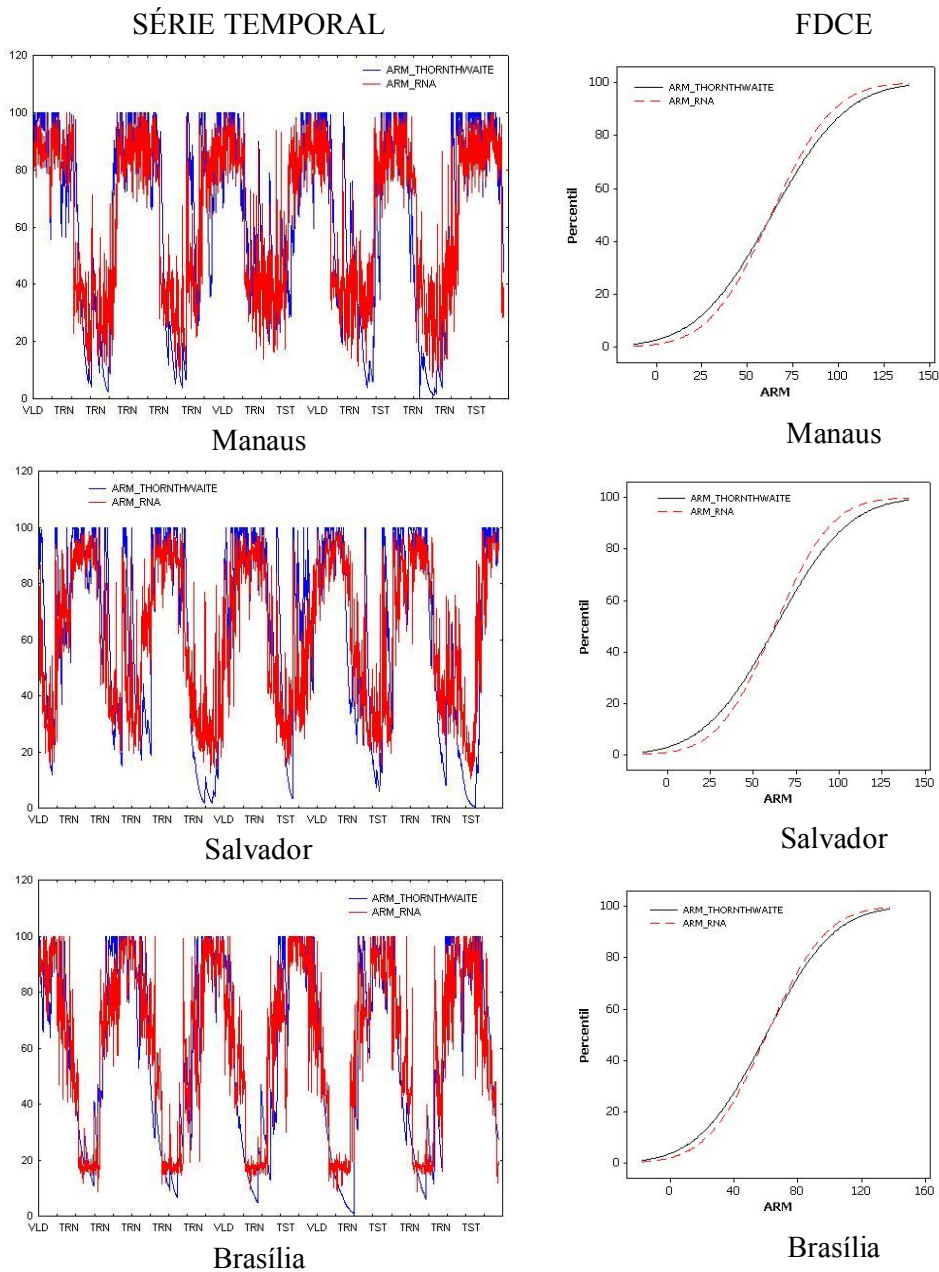 SÉRIE TEMPORAL
FDCE
120
100
80
60
40
20
0
ARM_THORNTHWAITE
ARM_RNA
VLD TRN TRN TRN TRN TRN VLD TRN TST VLD TRN TST TRN TRN TST
Manaus
100
80
60
40
20
0
Percentil
ARM_THORNTHWAITE
ARM_RNA
0 25 50 75 100 125 150
ARM
Manaus
120
100
80
60
40
20
0
ARM_THORNTHWAITE
ARM_RNA
VLD TRN TRN TRN TRN TRN VLD TRN TST VLD TRN TST TRN TRN TST
Salvador
100
80
60
40
20
0
Percentil
ARM_THORNTHWAITE
ARM_RNA
0 25 50 75 100 125 150
ARM
Salvador
120
100
80
60
40
20
0
ARM_THORNTHWAITE
ARM_RNA
VLD TRN TRN TRN TRN TRN VLD TRN TST VLD TRN TST TRN TRN TST
Brasília
100
80
60
40
20
0
Percentil
ARM_THORNTHWAITE
ARM_RNA
0 40 80 120 160
ARM
Brasília